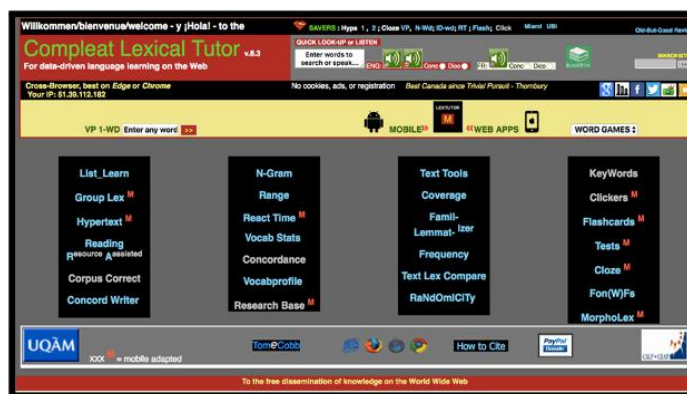 Willkommen/bienvenue/welcome - y ¡Hola! - to the
SAVERS : Hyps 1, 2 ; Cloze VP, N-Wd; ID-wd; RT ; Flash; Click
Miami UBI
Compleat Lexical Tutor v.8.3
For data-driven language learning on the Web
QUICK LOOK-UP or LISTEN
Enter words to
search or speak...
ENG:
Conc Dico
FR:
Conc Dico
Cross-Browser, best on Edge or Chrome
Your IP: 51.39.112.182
No cookies, ads, or registration
Best Canada since Trivial Pursuit - Thornbury
VP 1-WD Enter any word >>
MOBILE»
LEXTUTOR
M
«WEB APPS
WORD GAMES
List_Learn
Group Lex M
Hypertext M
Reading
Resource Assisted
Corpus Correct
Concord Writer
N-Gram
Range
React Time M
Vocab Stats
Concordance
Vocabprofile
Research Base M
Text Tools
Coverage
Famil-
Lemmat- izer
Frequency
Text Lex Compare
RaNdOmICiTy
KeyWords
Clickers M
Flashcards M
Tests M
Cloze M
Fon(W)Fs
MorphoLex M
UQÀM
xxx M = mobile adapted
TomeCobb
How to Cite
PayPal
To the free dissemination of knowledge on the World Wide Web